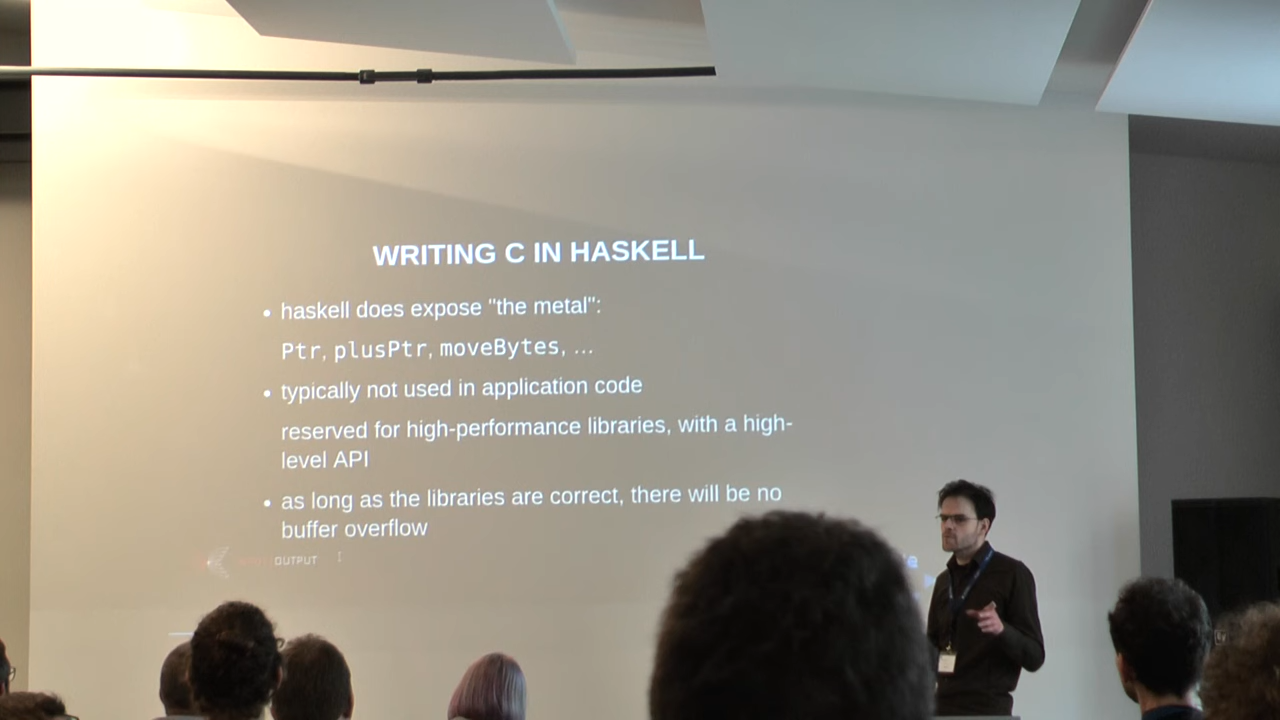 WRITING C IN HASKELL
• haskell does expose "the metal":
Ptr, plusPtr, moveBytes, ...
• typically not used in application code
reserved for high-performance libraries, with a high-
level API
• as long as the libraries are correct, there will be no
buffer overflow
OUTPUT